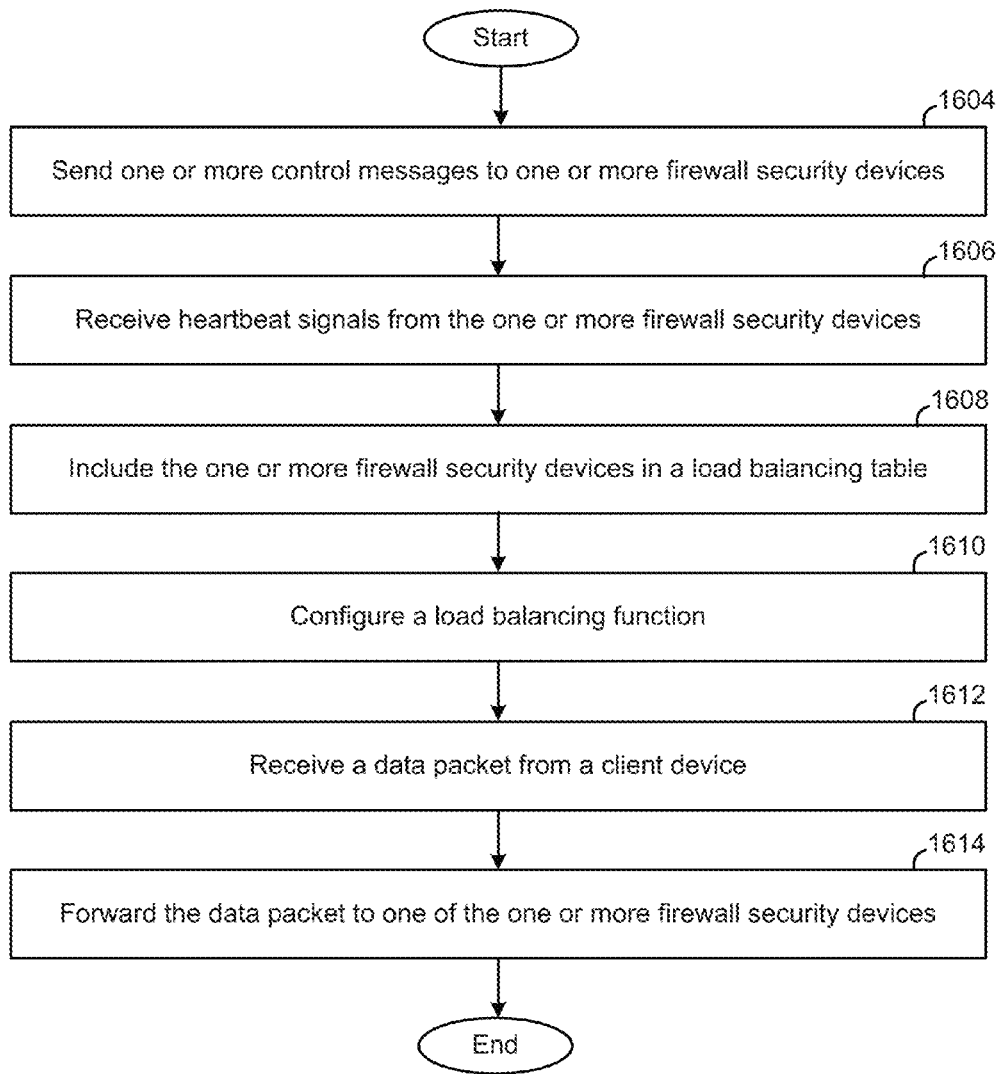 Start
1604
Send one or more control messages to one or more firewall security devices
1606
Receive heartbeat signals from the one or more firewall security devices
1608
Include the one or more firewall security devices in a load balancing table
1610
Configure a load balancing function
1612
Receive a data packet from a client device
1614
Forward the data packet to one of the one or more firewall security devices
End